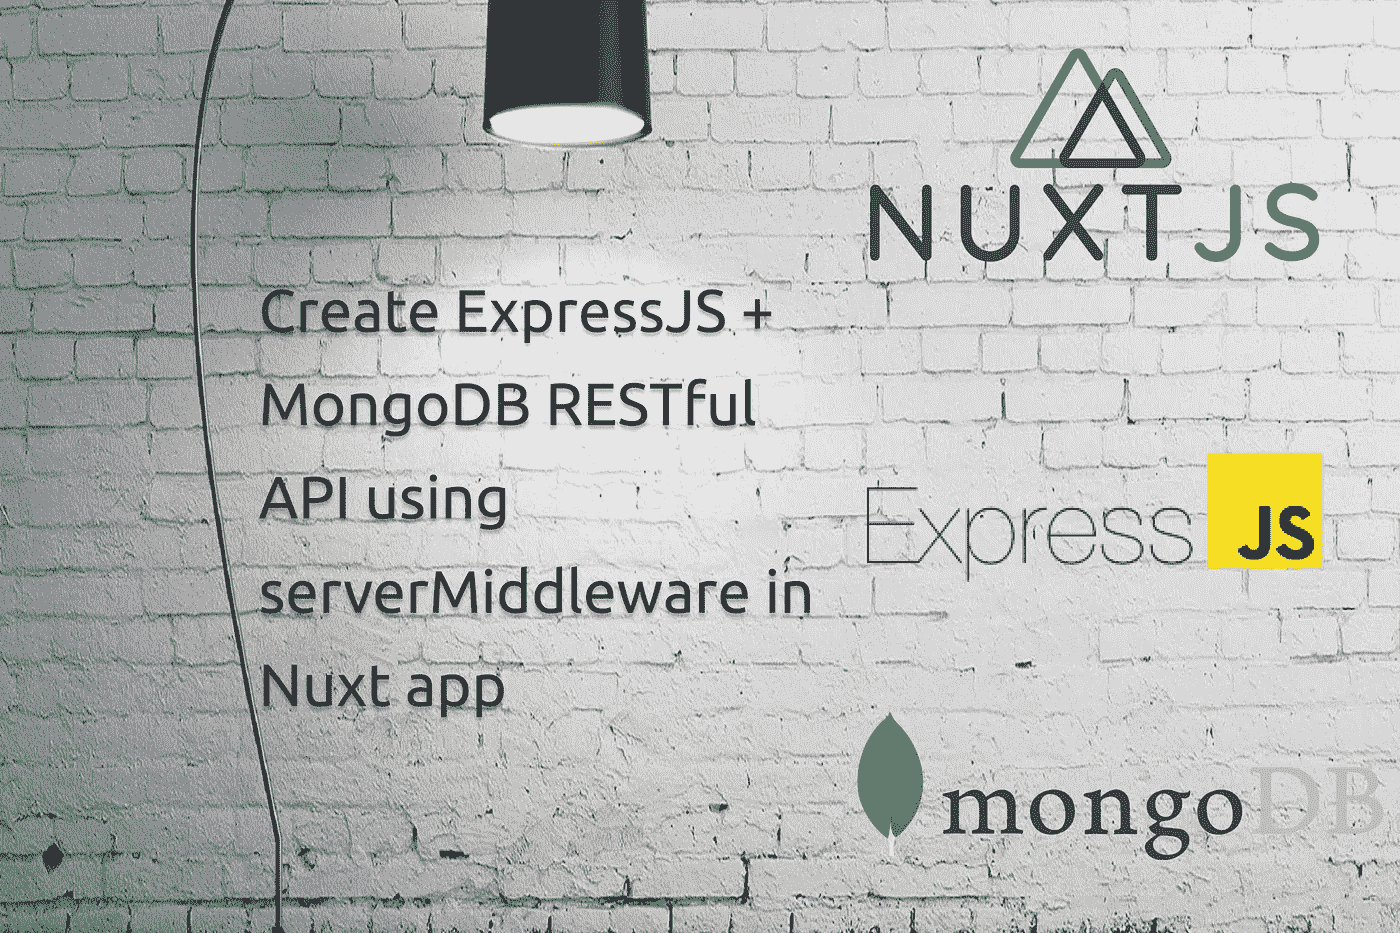 Create ExpressJS +
MongoDB RESTful
API using
serverMiddleware in
Nuxt app
NUXTJS
Express JS
mongoDB